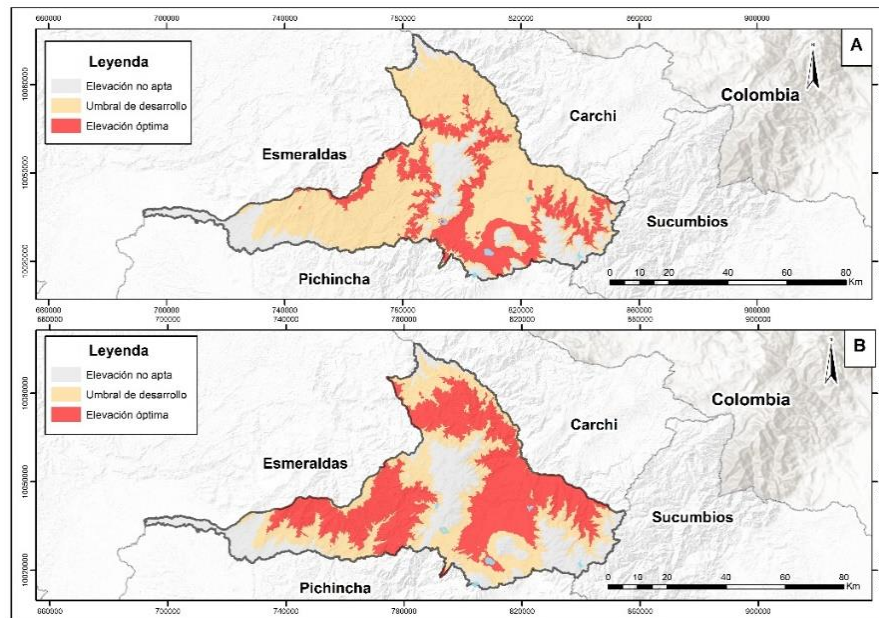 660000 700000 740000 780000 820000 860000 900000
A
N
Leyenda
Elevación no apta
Umbral de desarrollo
Elevación óptima
Colombia
Carchi
Esmeraldas
Sucumbios
Pichincha
0 10 20 40 60 80
Km
660000 700000 740000 780000 820000 860000 900000
B
Leyenda
Elevación no apta
Umbral de desarrollo
Elevación óptima
Colombia
Carchi
Esmeraldas
Sucumbios
Pichincha
0 10 20 40 60 80
Km
660000 700000 740000 780000 820000 860000 900000